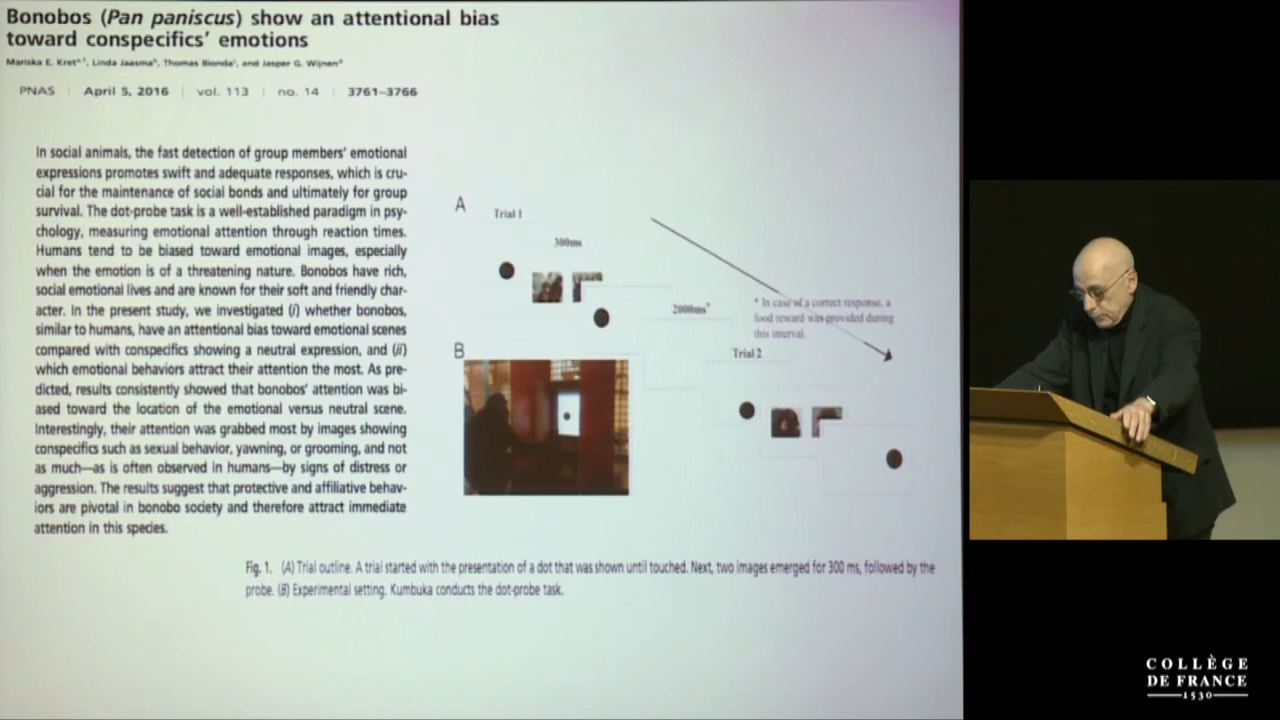 Bonobos (Pan paniscus) show an attentional bias
toward conspecifics' emotions
Mariska E. Kret, Linda Jaasma, Thomas Bionda, and Jasper G. Wijnen
PNAS | April 5, 2016 | vol. 113 | no. 14 | 3761–3766
In social animals, the fast detection of group members' emotional
expressions promotes swift and adequate responses, which is cru-
cial for the maintenance of social bonds and ultimately for group
survival. The dot-probe task is a well-established paradigm in psy-
chology, measuring emotional attention through reaction times.
Humans tend to be biased toward emotional images, especially
when the emotion is of a threatening nature. Bonobos have rich,
social emotional lives and are known for their soft and friendly char-
acter. In the present study, we investigated (i) whether bonobos,
similar to humans, have an attentional bias toward emotional scenes
compared with conspecifics showing a neutral expression, and (ii)
which emotional behaviors attract their attention the most. As pre-
dicted, results consistently showed that bonobos' attention was bi-
ased toward the location of the emotional versus neutral scene.
Interestingly, their attention was grabbed most by images showing
conspecifics such as sexual behavior, yawning, or grooming, and not
as much—as is often observed in humans—by signs of distress or
aggression. The results suggest that protective and affiliative behav-
iors are pivotal in bonobo society and therefore attract immediate
attention in this species.
A
Trial 1
300ms
2000ms*
* In case of a correct response, a
food reward was provided during
this interval.
B
Trial 2
Fig. 1. (A) Trial outline. A trial started with the presentation of a dot that was shown until touched. Next, two images emerged for 300 ms, followed by the
probe. (B) Experimental setting. Kumbuka conducts the dot-probe task.
COLLÈGE
DE FRANCE
1530